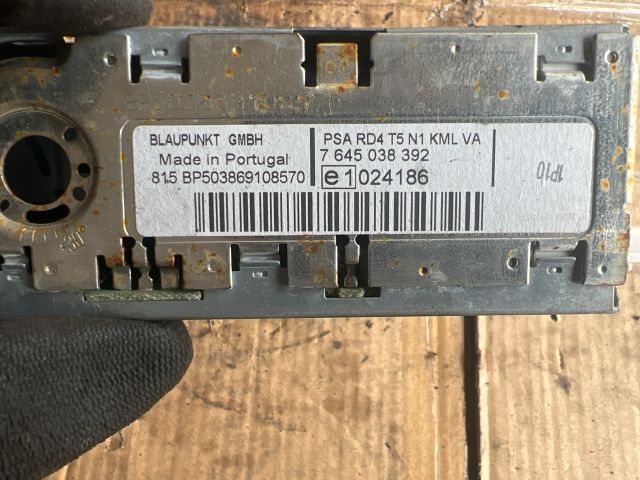 BLAUPUNKT GMBH
Made in Portugal
815 BP503869108570
PSA RD4 T5 N1 KML VA
7 645 038 392
e1 024186
1P10